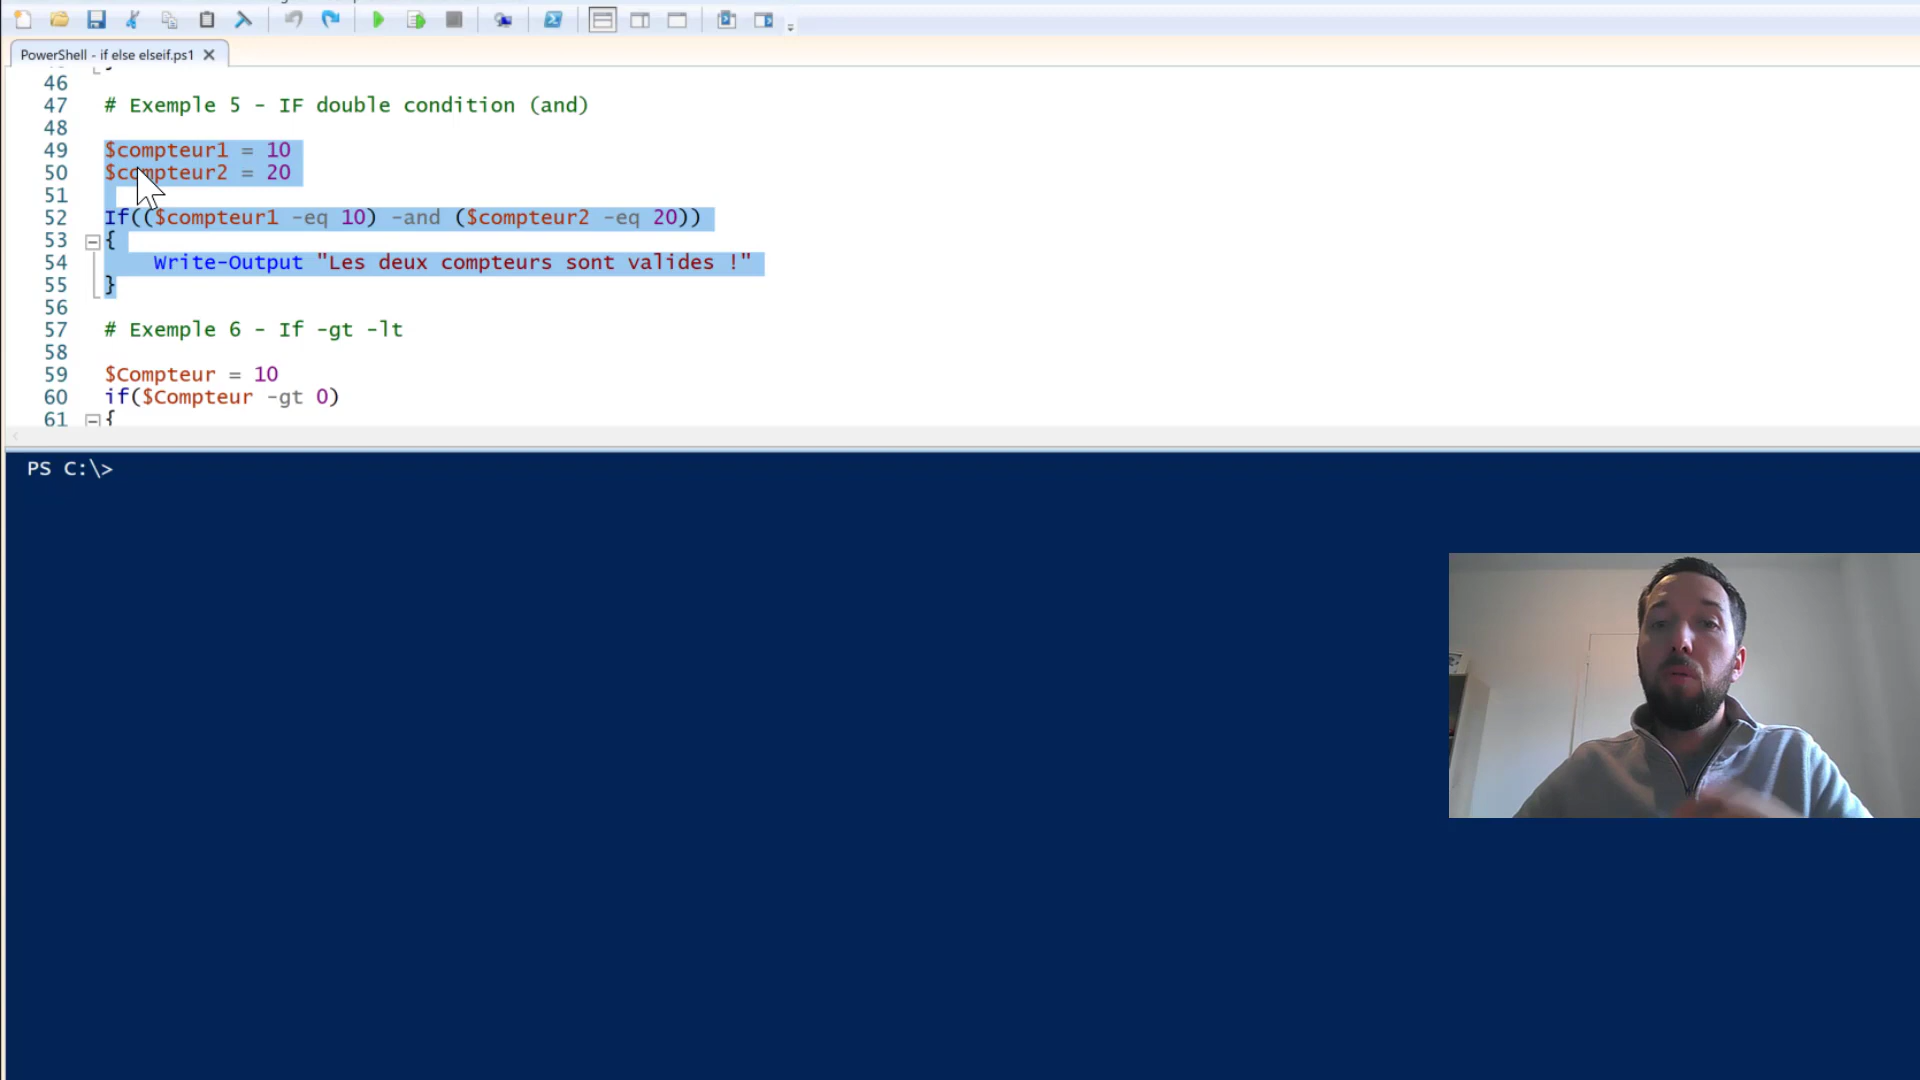 PowerShell - if else elseif.ps1
46
47 # Exemple 5 - IF double condition (and)
48
49 $compteur1 = 10
50 $compteur2 = 20
51
52 If(($compteur1 -eq 10) -and ($compteur2 -eq 20))
53 {
54 Write-Output "Les deux compteurs sont valides !"
55 }
56
57 # Exemple 6 - If -gt -lt
58
59 $Compteur = 10
60 if($Compteur -gt 0)
61 {
PS C:\>